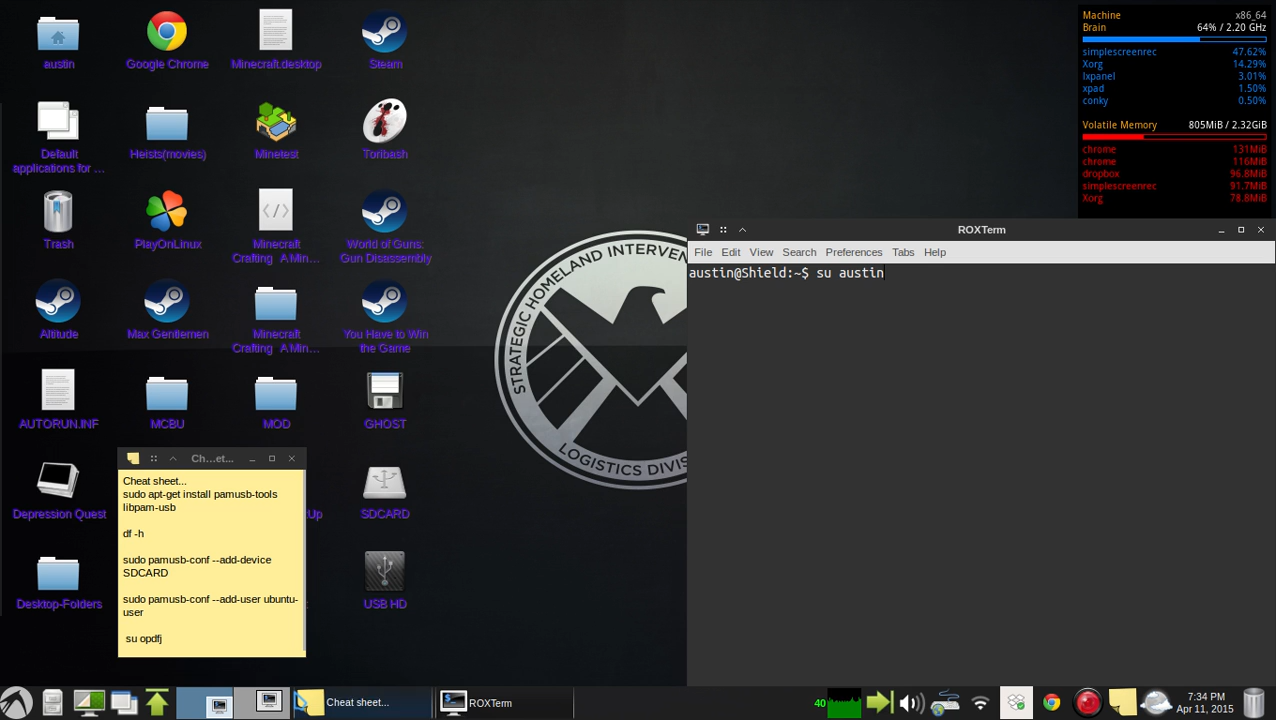 austin
Google Chrome
Minecraft.desktop
Steam
Default
applications for ...
Heists(movies)
Minetest
Toribash
Trash
PlayOnLinux
Minecraft
Crafting A Min...
World of Guns:
Gun Disassembly
Altitude
Max Gentlemen
Minecraft
Crafting A Min...
You Have to Win
the Game
AUTORUN.INF
MCBU
MOD
GHOST
Depression Quest
Up
SDCARD
Desktop-Folders
USB HD
Ch...et...
Cheat sheet...
sudo apt-get install pamusb-tools
libpam-usb
df -h
sudo pamusb-conf --add-device
SDCARD
sudo pamusb-conf --add-user ubuntu-
user
su opdfj
STRATEGIC HOMELAND INTERVEN
LOGISTICS DIVIS
Machine x86_64
Brain 64% / 2.20 GHz
simplescreenrec 47.62%
Xorg 14.29%
lxpanel 3.01%
xpad 1.50%
conky 0.50%
Volatile Memory 805MiB / 2.32GiB
chrome 131MiB
chrome 116MiB
dropbox 96.8MiB
simplescreenrec 91.7MiB
Xorg 78.8MiB
ROXTerm
File Edit View Search Preferences Tabs Help
austin@Shield:~$ su austin
Cheat sheet...
ROXTerm
40
7:34 PM
Apr 11, 2015